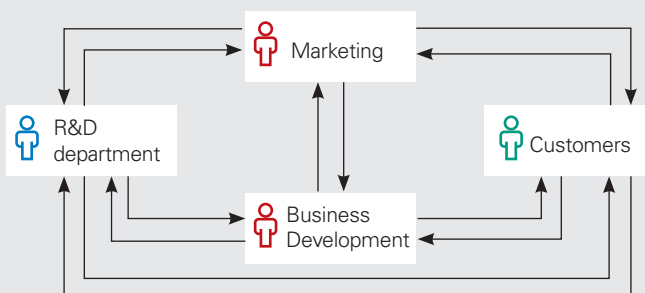 Marketing
R&D
department
Customers
Business
Development